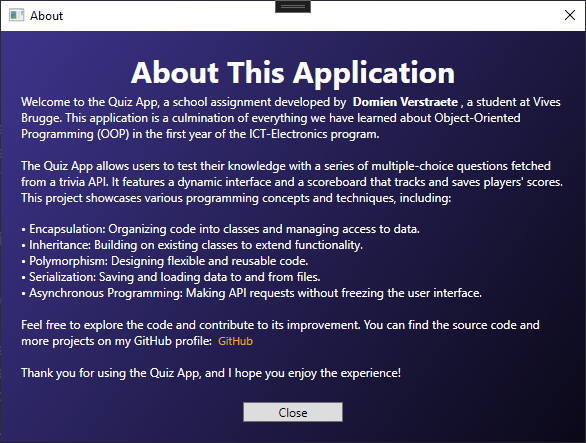 About
About This Application
Welcome to the Quiz App, a school assignment developed by Domien Verstraete , a student at Vives
Brugge. This application is a culmination of everything we have learned about Object-Oriented
Programming (OOP) in the first year of the ICT-Electronics program.
The Quiz App allows users to test their knowledge with a series of multiple-choice questions fetched
from a trivia API. It features a dynamic interface and a scoreboard that tracks and saves players' scores.
This project showcases various programming concepts and techniques, including:
• Encapsulation: Organizing code into classes and managing access to data.
• Inheritance: Building on existing classes to extend functionality.
• Polymorphism: Designing flexible and reusable code.
• Serialization: Saving and loading data to and from files.
• Asynchronous Programming: Making API requests without freezing the user interface.
Feel free to explore the code and contribute to its improvement. You can find the source code and
more projects on my GitHub profile: GitHub
Thank you for using the Quiz App, and I hope you enjoy the experience!
Close